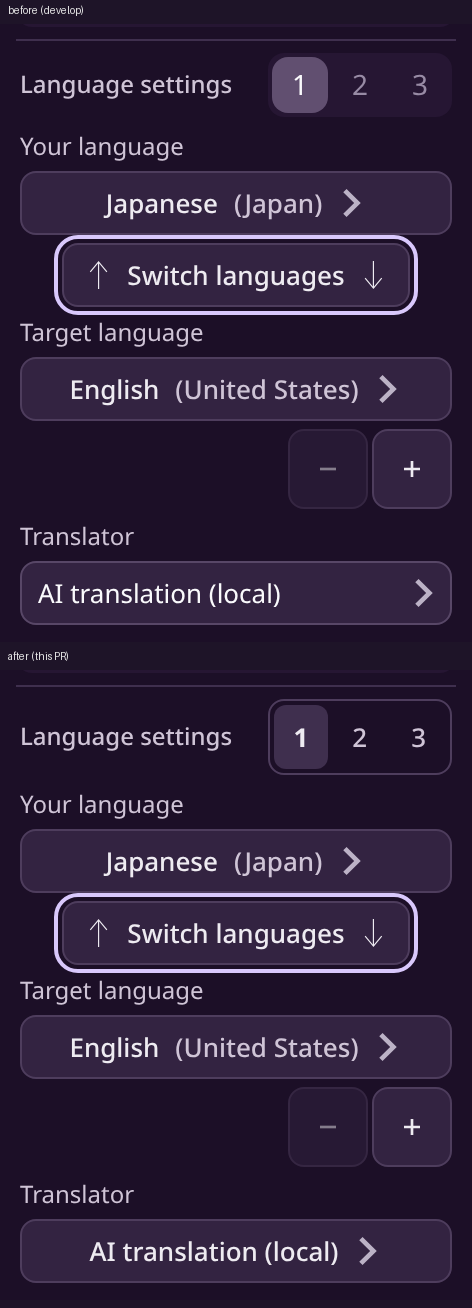 before (develop)
Language settings 1 2 3
Your language
Japanese (Japan)
↑ Switch languages ↓
Target language
English (United States)
− +
Translator
AI translation (local)
after (this PR)
Language settings 1 2 3
Your language
Japanese (Japan)
↑ Switch languages ↓
Target language
English (United States)
− +
Translator
AI translation (local)